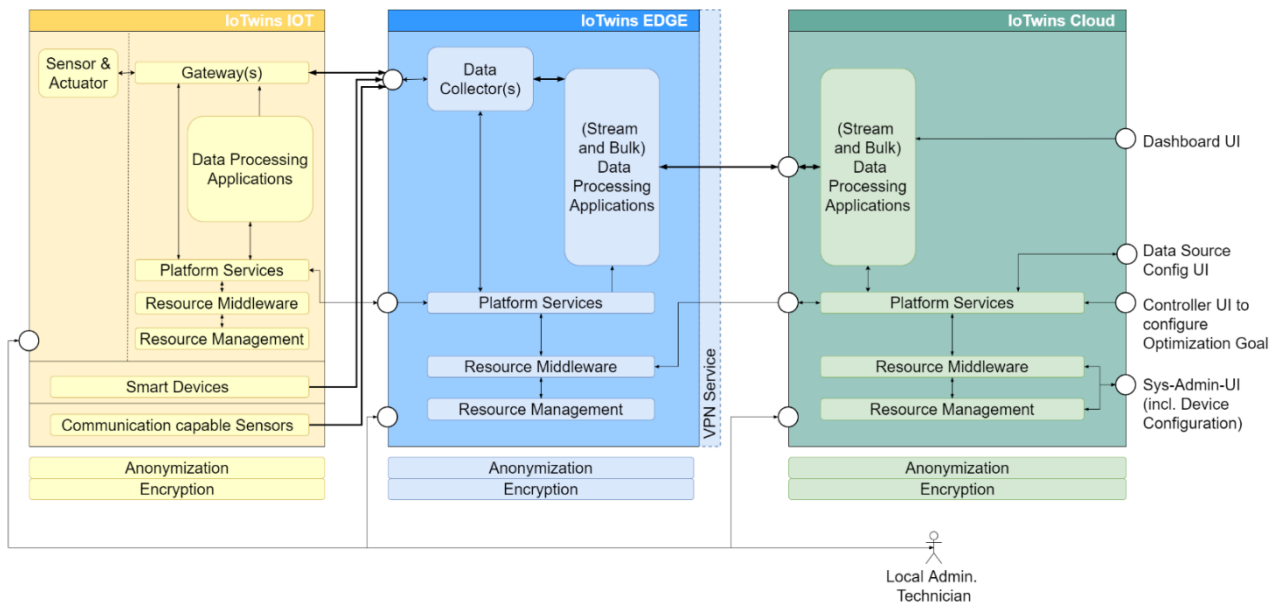 IoTwins IOT
Sensor &
Actuator
Gateway(s)
Data Processing
Applications
Platform Services
Resource Middleware
Resource Management
Smart Devices
Communication capable Sensors
Anonymization
Encryption
IoTwins EDGE
Data
Collector(s)
(Stream
and Bulk)
Data
Processing
Applications
Platform Services
Resource Middleware
Resource Management
VPN Service
Anonymization
Encryption
IoTwins Cloud
(Stream
and Bulk)
Data
Processing
Applications
Platform Services
Resource Middleware
Resource Management
Anonymization
Encryption
Dashboard UI
Data Source
Config UI
Controller UI to
configure
Optimization Goal
Sys-Admin-UI
(incl. Device
Configuration)
Local Admin.
Technician